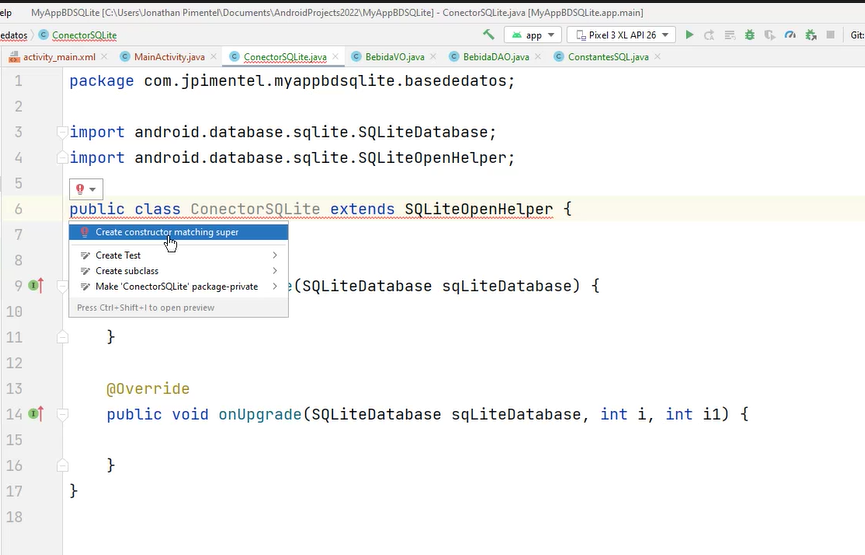 elp MyAppBDSQLite [C:\Users\Jonathan Pimentel\Documents\AndroidProjects2022\MyAppBDSQLite] - ConectorSQLite.java [MyAppBDSQLite.app.main]
edatos ConectorSQLite app Pixel 3 XL API 26 Git:
activity_main.xml MainActivity.java ConectorSQLite.java BebidaVO.java BebidaDAO.java ConstantesSQL.java
1 package com.jpimentel.myappbdsqlite.basededatos;
2
3 import android.database.sqlite.SQLiteDatabase;
4 import android.database.sqlite.SQLiteOpenHelper;
5
6 public class ConectorSQLite extends SQLiteOpenHelper {
7 Create constructor matching super
8 Create Test
Create subclass
9 Make 'ConectorSQLite' package-private e(SQLiteDatabase sqLiteDatabase) {
10 Press Ctrl+Shift+I to open preview
11 }
12
13 @Override
14 public void onUpgrade(SQLiteDatabase sqLiteDatabase, int i, int i1) {
15
16 }
17 }
18